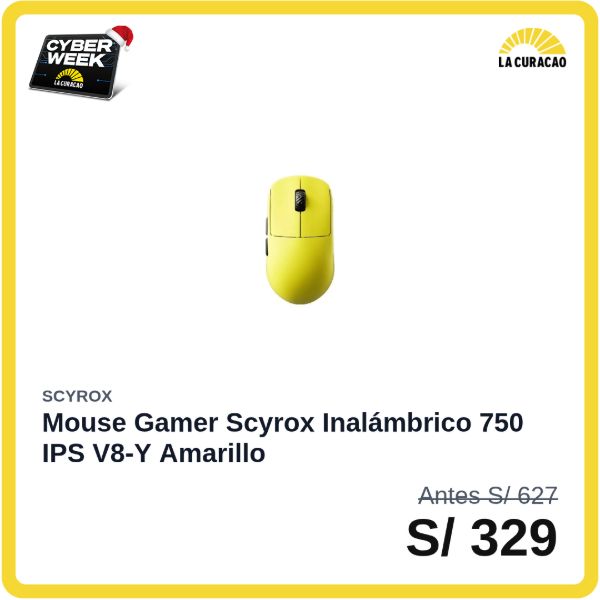 CYBER
WEEK
LA CURACAO
LA CURACAO
SCYROX
Mouse Gamer Scyrox Inalámbrico 750
IPS V8-Y Amarillo
Antes S/ 627
S/ 329